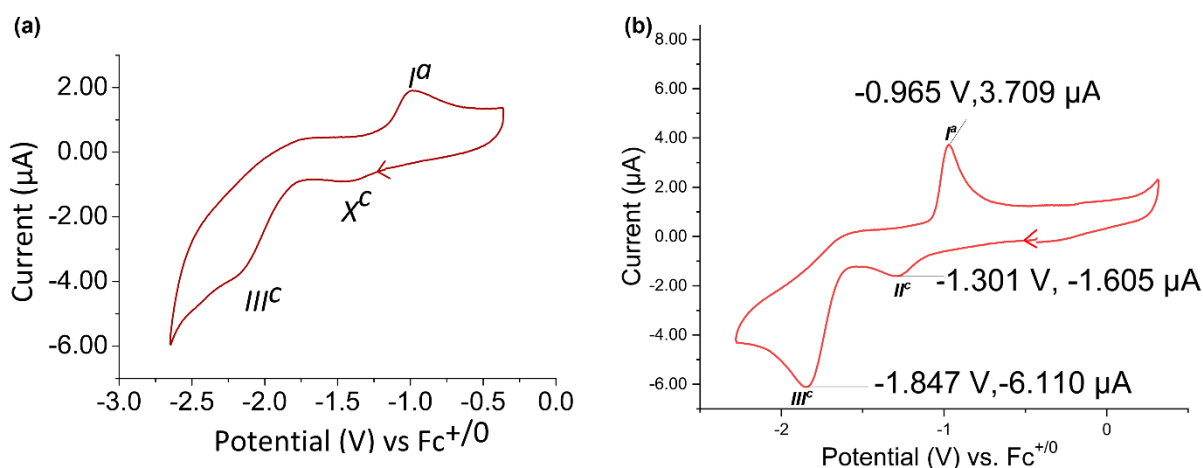 (a)
I^a
2.00
0.00
-2.00
-4.00
-6.00
X^c
III^c
Current (µA)
-3.0 -2.5 -2.0 -1.5 -1.0 -0.5 0.0
Potential (V) vs Fc^+/0
(b)
8.00
6.00
4.00
2.00
0.00
-2.00
-4.00
-6.00
Current (µA)
-0.965 V,3.709 µA
I^a
II^c
-1.301 V, -1.605 µA
III^c
-1.847 V,-6.110 µA
-2 -1 0
Potential (V) vs. Fc^+/0